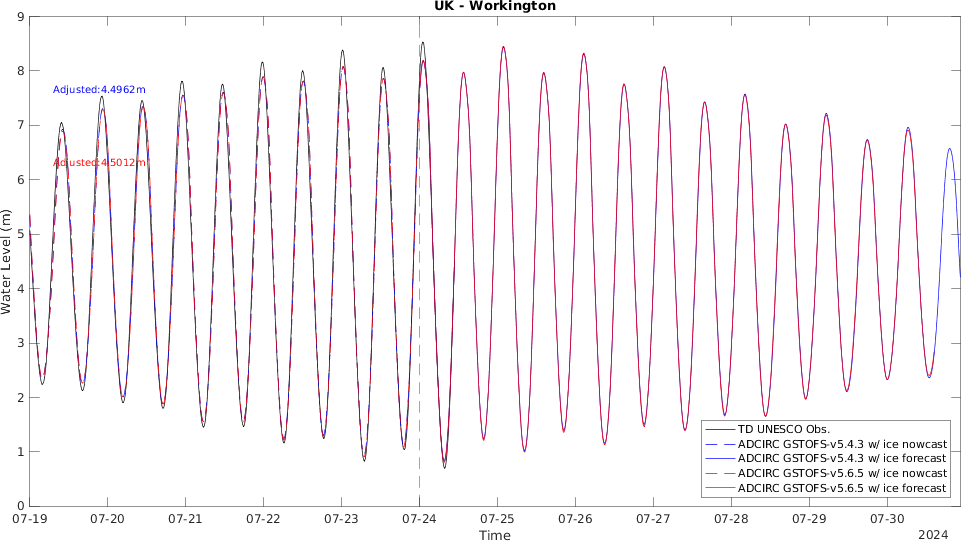 UK - Workington
9
8
7
6
5
4
3
2
1
0
Water Level (m)
Adjusted:4.4962m
Adjusted:4.5012m
TD UNESCO Obs.
ADCIRC GSTOFS-v5.4.3 w/ ice nowcast
ADCIRC GSTOFS-v5.4.3 w/ ice forecast
ADCIRC GSTOFS-v5.6.5 w/ ice nowcast
ADCIRC GSTOFS-v5.6.5 w/ ice forecast
07-19 07-20 07-21 07-22 07-23 07-24 07-25 07-26 07-27 07-28 07-29 07-30
Time
2024